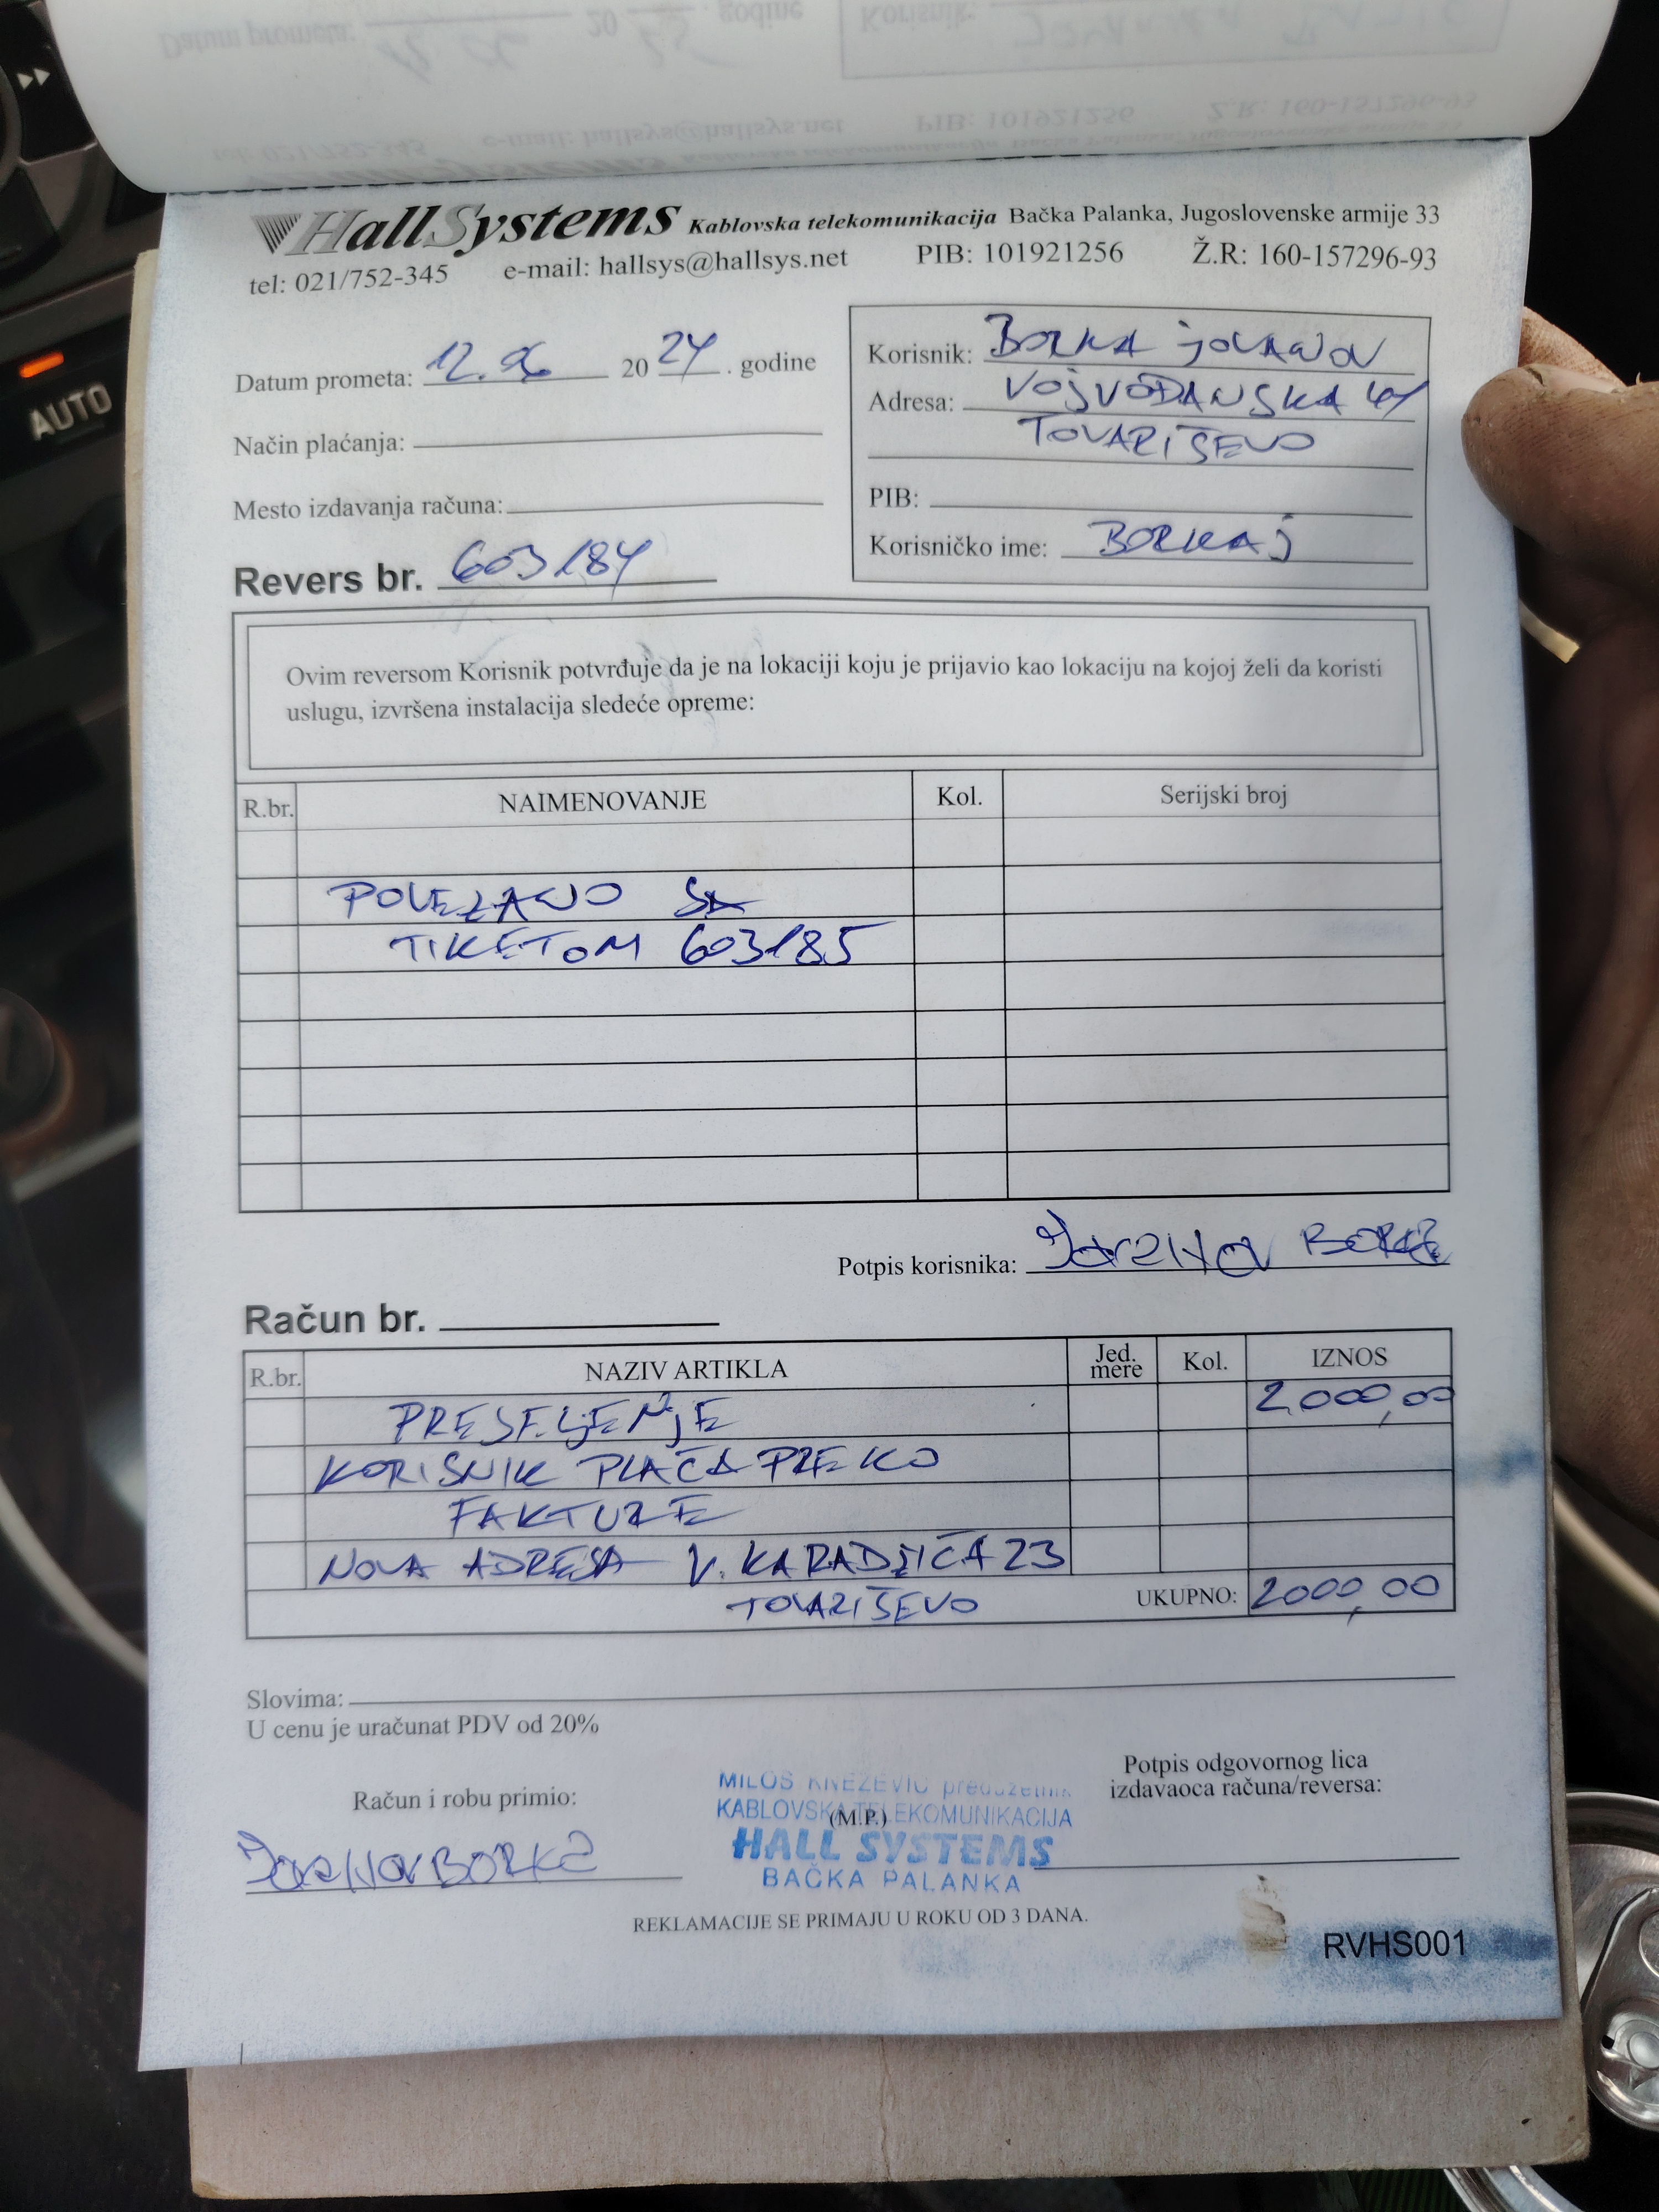 HallSystems Kablovska telekomunikacija Bačka Palanka, Jugoslovenske armije 33
tel: 021/752-345 e-mail: hallsys@hallsys.net PIB: 101921256 Ž.R: 160-157296-93
Datum prometa: 12.06 2024. godine
Način plaćanja:
Mesto izdavanja računa:
Revers br. 603184
Korisnik: BORKA jOVANOV
Adresa: VOjVOĐANSKA
TOVARIŠEVO
PIB:
Korisničko ime: BORKAj
Ovim reversom Korisnik potvrđuje da je na lokaciji koju je prijavio kao lokaciju na kojoj želi da koristi
uslugu, izvršena instalacija sledeće opreme:
R.br. NAIMENOVANJE Kol. Serijski broj
POVEZANO SA
TIKETOM 603185
Potpis korisnika: BORKA
Račun br.
R.br. NAZIV ARTIKLA Jed. mere Kol. IZNOS
PRESELjENjE 2.000,00
KORISNIK PLAĆA PREKO
FAKTURE
NOVA ADRESA V. KARADŽIĆA 23
TOVARIŠEVO UKUPNO: 2000,00
Slovima:
U cenu je uračunat PDV od 20%
Račun i robu primio:
BORKA
MILOŠ KNEŽEVIĆ preduzetnik
KABLOVSKA TELEKOMUNIKACIJA
(M.P.)
HALL SYSTEMS
BAČKA PALANKA
Potpis odgovornog lica
izdavaoca računa/reversa:
REKLAMACIJE SE PRIMAJU U ROKU OD 3 DANA.
RVHS001
AUTO